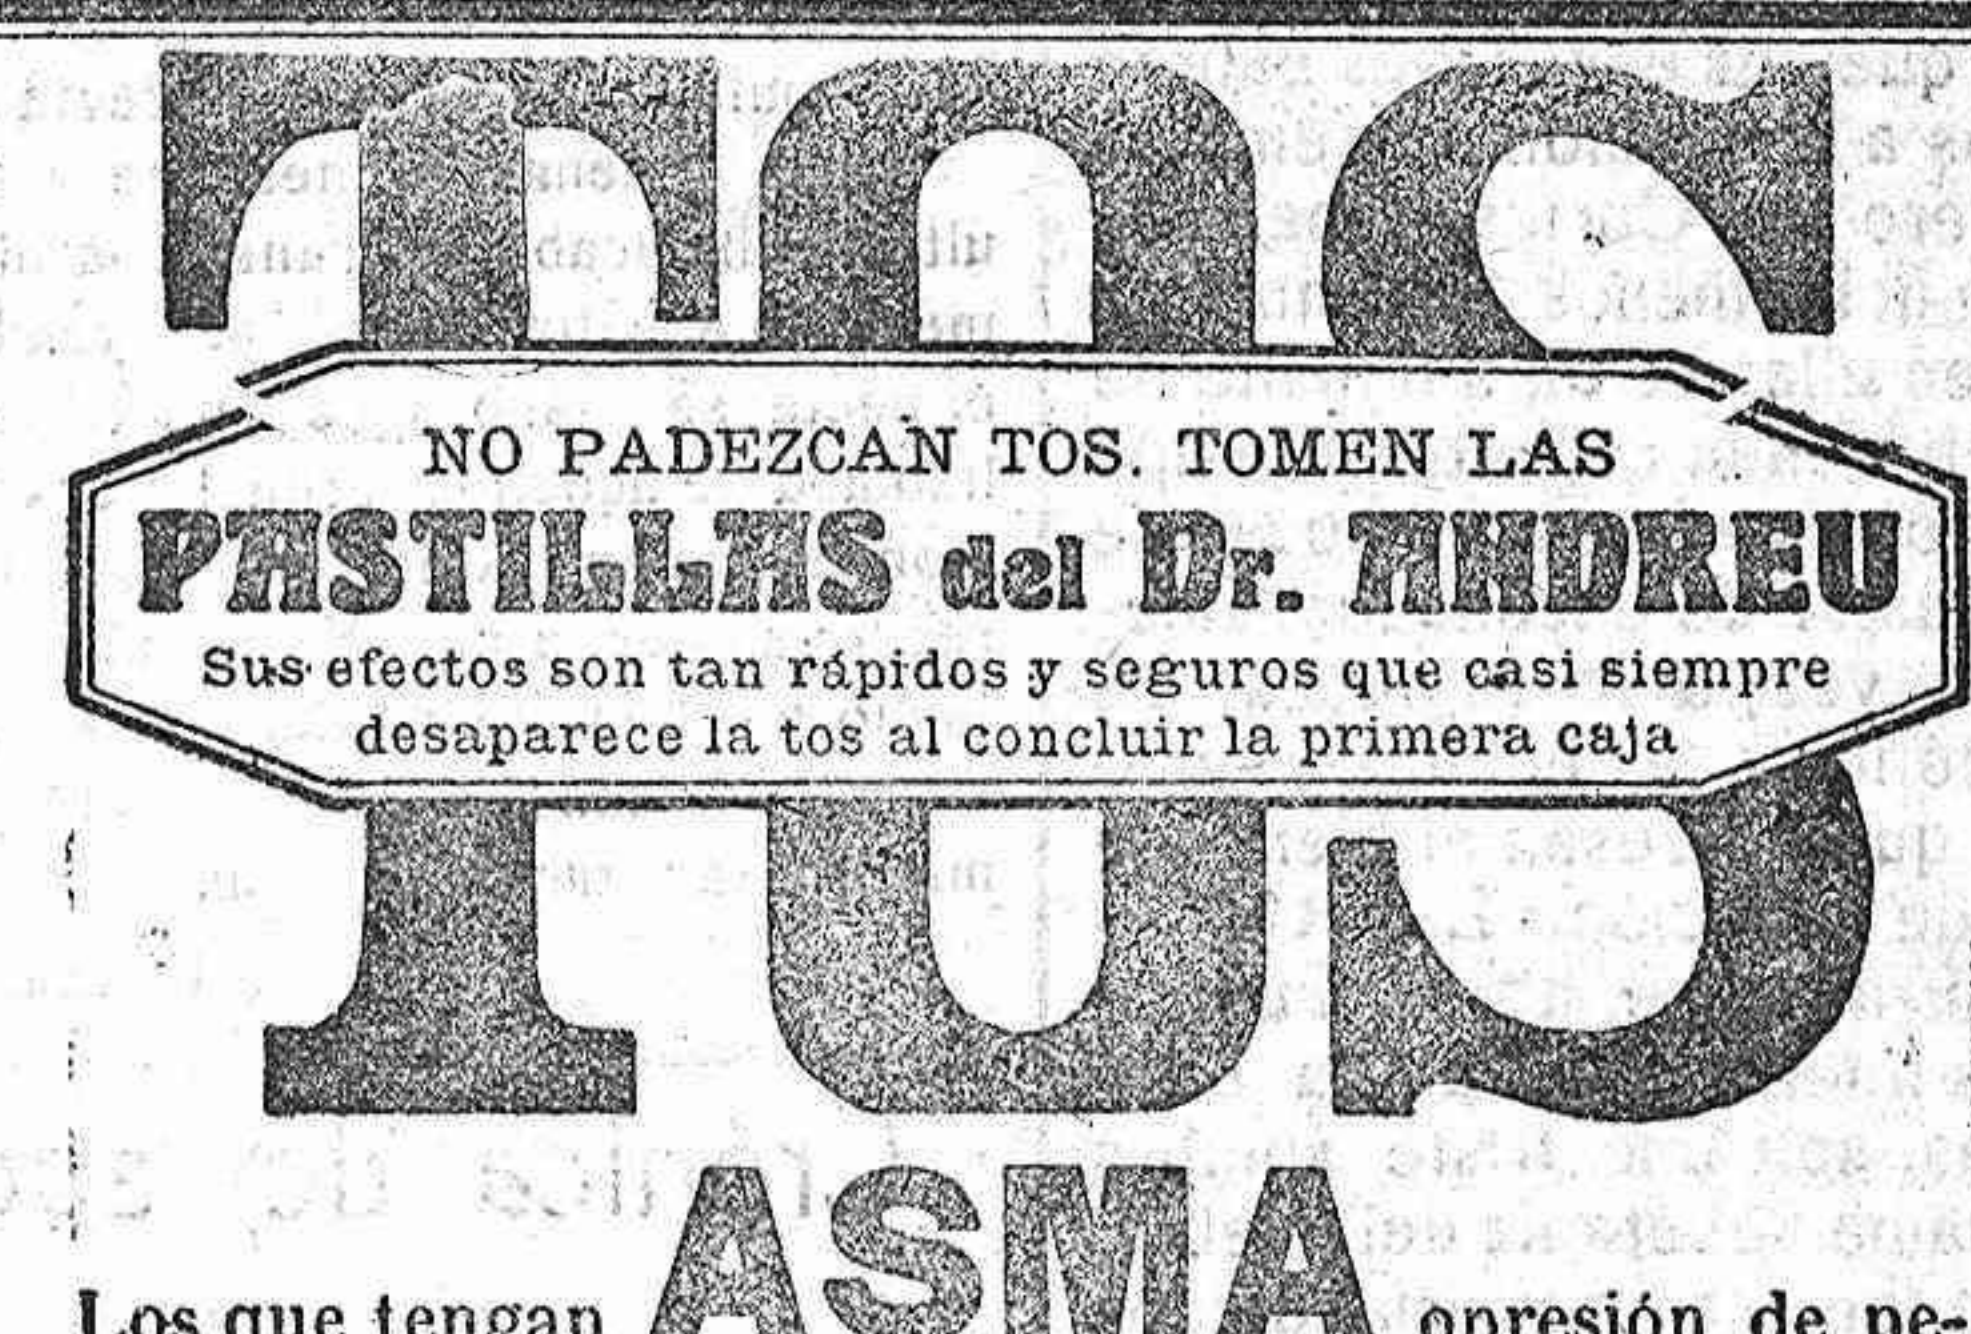 TOS
NO PADEZCAN TOS. TOMEN LAS
PASTILLAS del Dr. ANDREU
Sus efectos son tan rápidos y seguros que casi siempre
desaparece la tos al concluir la primera caja
Los que tengan ASMA opresión de pe-